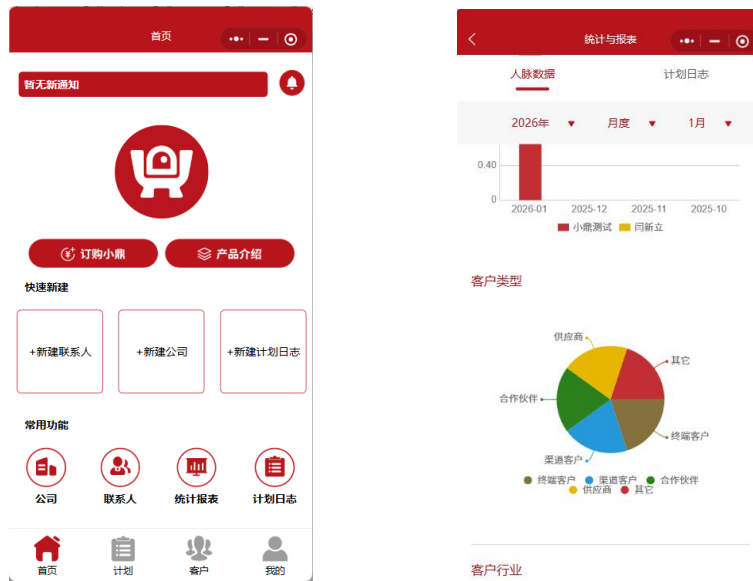 首页
暂无新通知
订购小鼎
产品介绍
快速新建
+新建联系人
+新建公司
+新建计划日志
常用功能
公司
联系人
统计报表
计划日志
首页
计划
客户
我的
统计与报表
人脉数据
计划日志
2026年
月度
1月
0.40
0
2026-01
2025-12
2025-11
2025-10
小鼎测试
闫新立
客户类型
供应商
其它
合作伙伴
终端客户
渠道客户
终端客户 渠道客户 合作伙伴
供应商 其它
客户行业